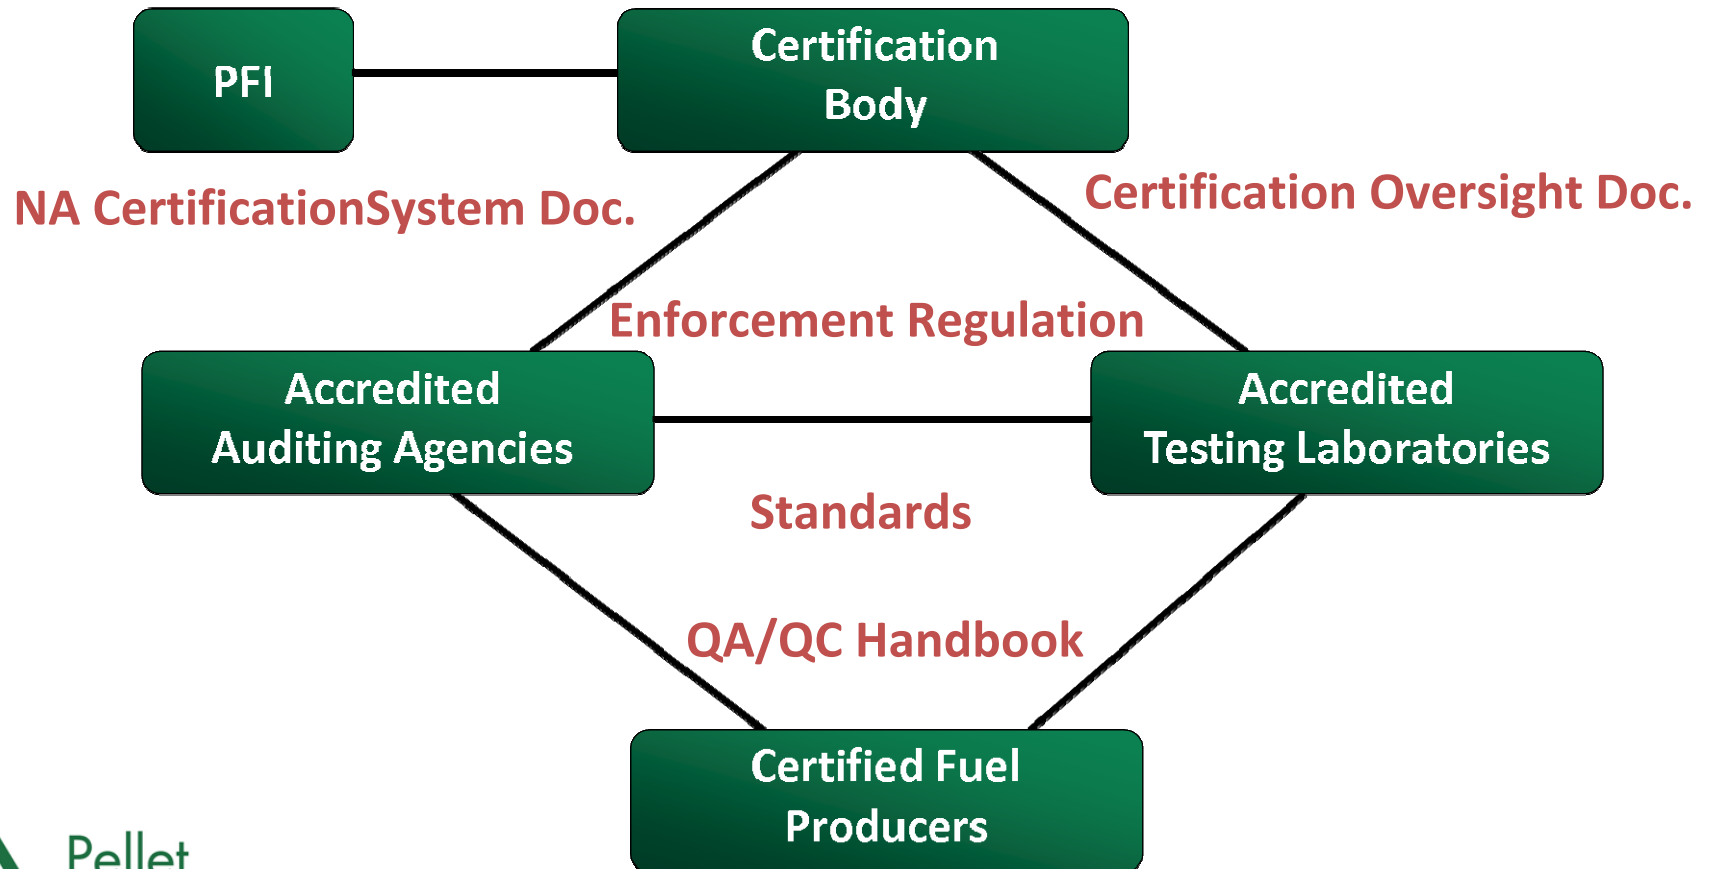 PFI
Certification
Body
NA CertificationSystem Doc.
Certification Oversight Doc.
Enforcement Regulation
Accredited
Auditing Agencies
Accredited
Testing Laboratories
Standards
QA/QC Handbook
Certified Fuel
Producers
Pellet